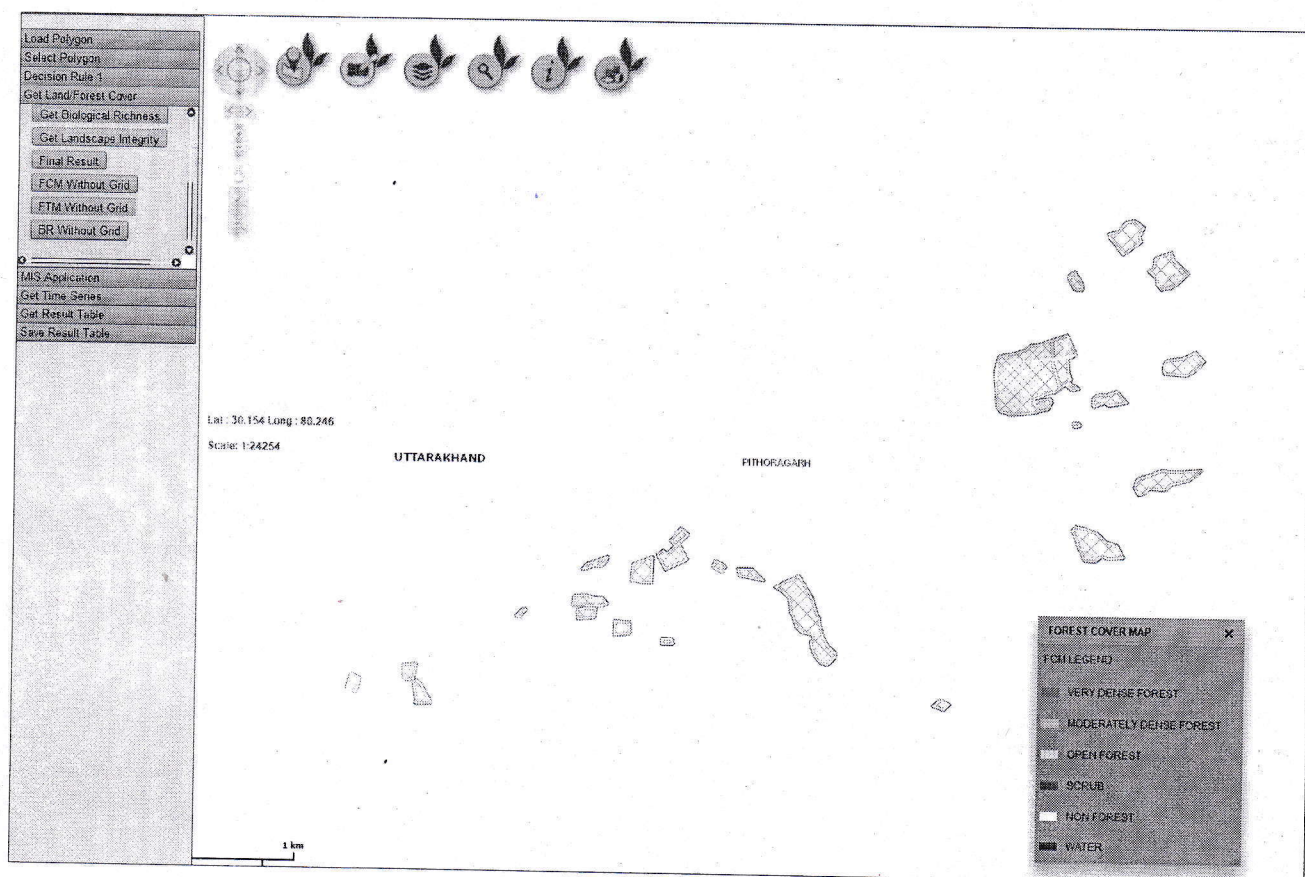 Load Polygon
Select Polygon
Decision Rule 1
Get Land/Forest Cover
Get Biological Richness
Get Landscape Integrity
Final Result
FCM Without Grid
FTM Without Grid
BR Without Grid
MIS Application
Get Time Series
Get Result Table
Save Result Table
Lat : 30.154 Long : 80.246
Scale: 1:24254
UTTARAKHAND
PITHORAGARH
FOREST COVER MAP
FCM LEGEND
VERY DENSE FOREST
MODERATELY DENSE FOREST
OPEN FOREST
SCRUB
NON FOREST
WATER
1 km